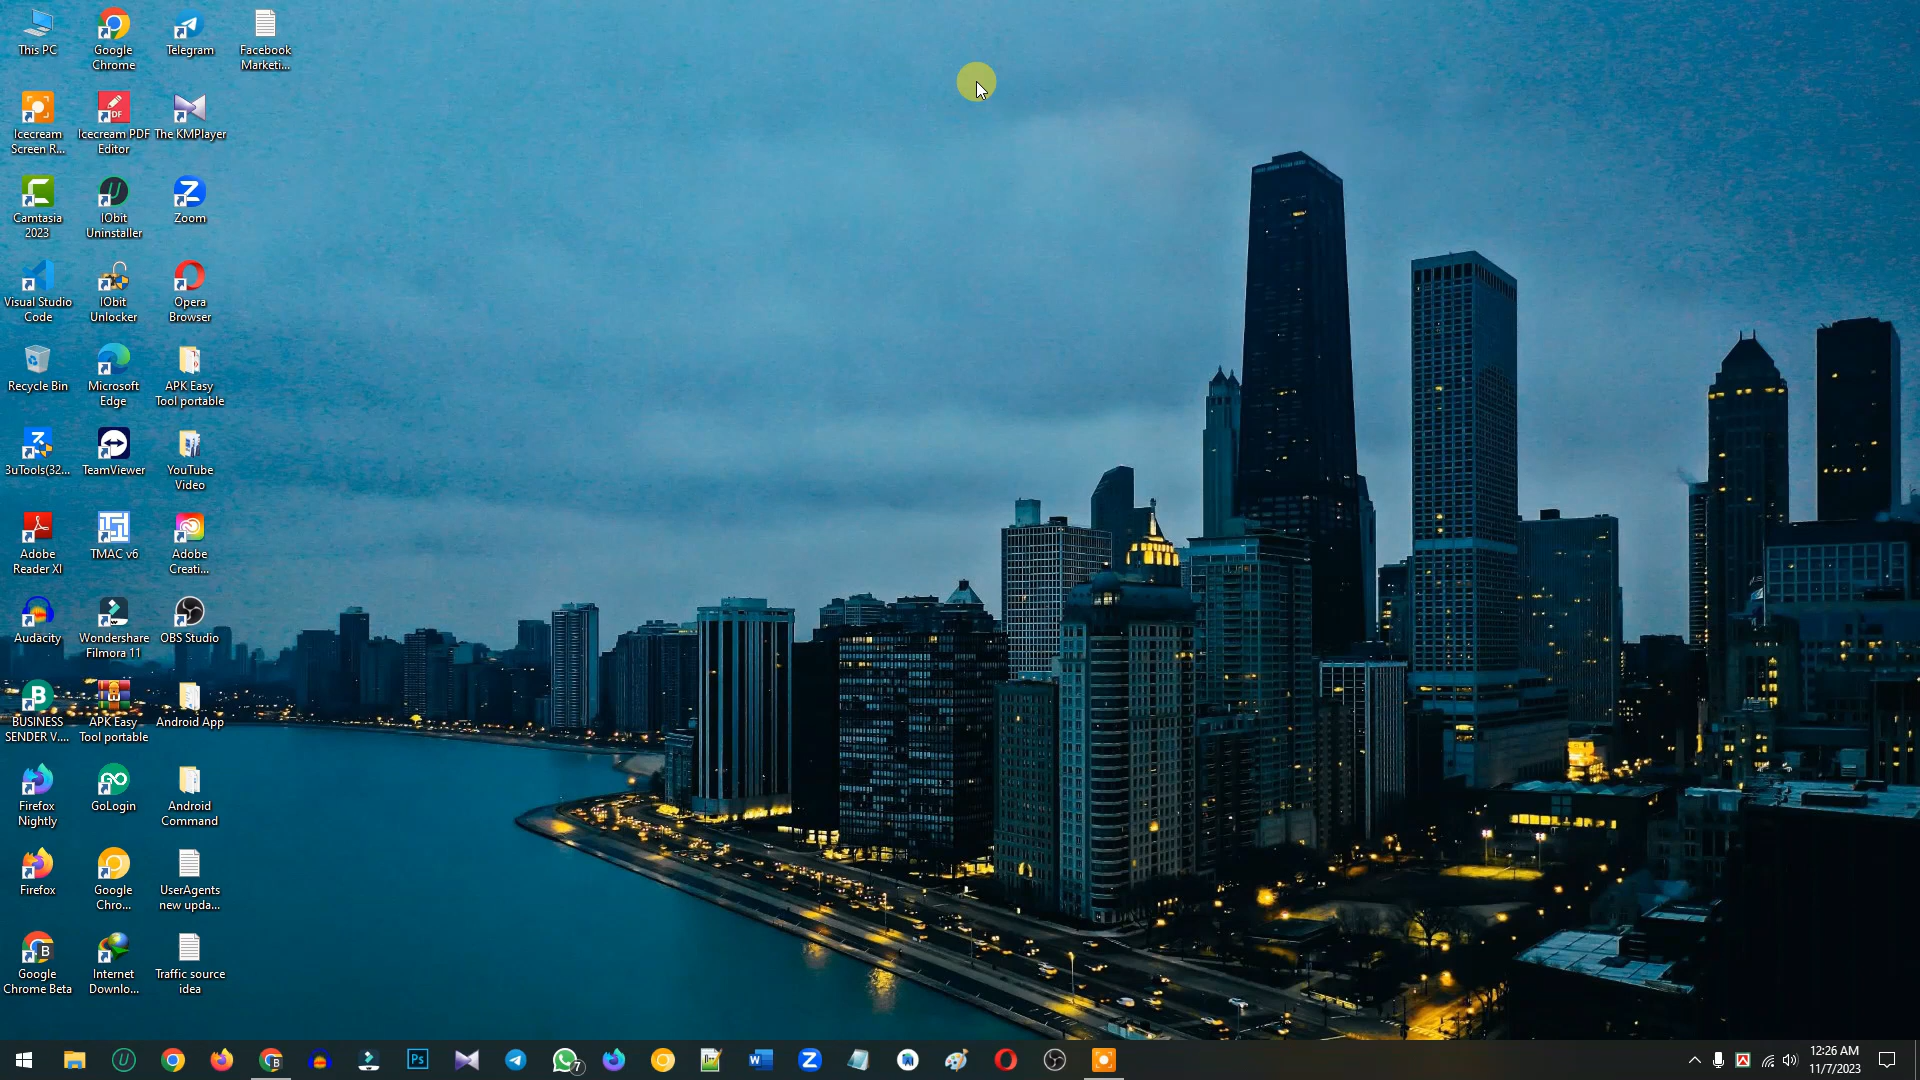 This PC
Google
Chrome
Telegram
Facebook
Marketi...
Icecream
Screen R...
Icecream PDF
Editor
The KMPlayer
Camtasia
2023
IObit
Uninstaller
Zoom
Visual Studio
Code
IObit
Unlocker
Opera
Browser
Recycle Bin
Microsoft
Edge
APK Easy
Tool portable
3uTools(32...
TeamViewer
YouTube
Video
Adobe
Reader XI
TMAC v6
Adobe
Creati...
Audacity
Wondershare
Filmora 11
OBS Studio
BUSINESS
SENDER V....
APK Easy
Tool portable
Android App
Firefox
Nightly
GoLogin
Android
Command
Firefox
Google
Chro...
UserAgents
new upda...
Google
Chrome Beta
Internet
Downlo...
Traffic source
idea
Ps
7
12:26 AM
11/7/2023